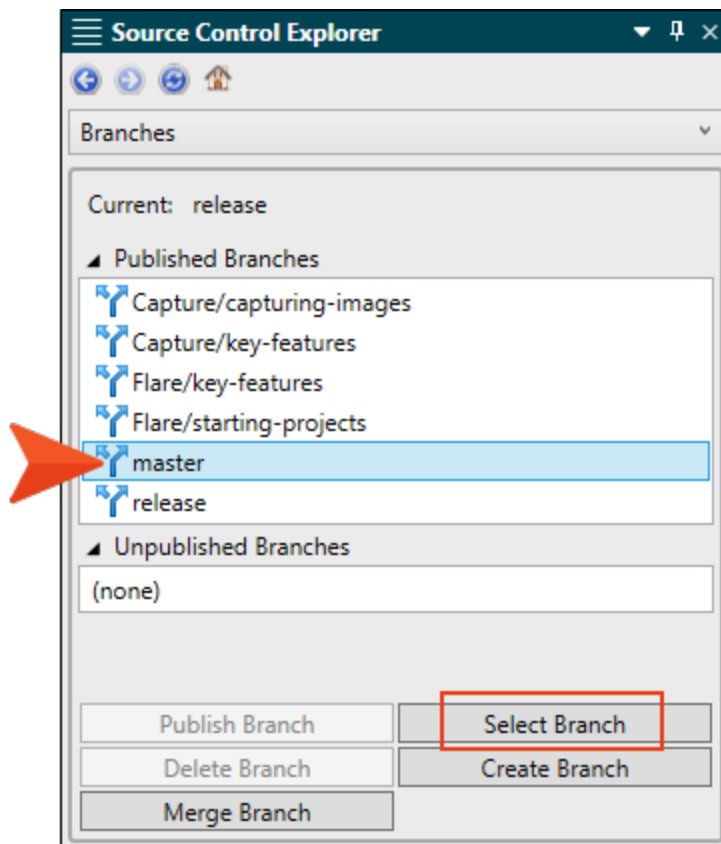 Source Control Explorer
Branches
Current: release
Published Branches
Capture/capturing-images
Capture/key-features
Flare/key-features
Flare/starting-projects
master
release
Unpublished Branches
(none)
Publish Branch Select Branch
Delete Branch Create Branch
Merge Branch